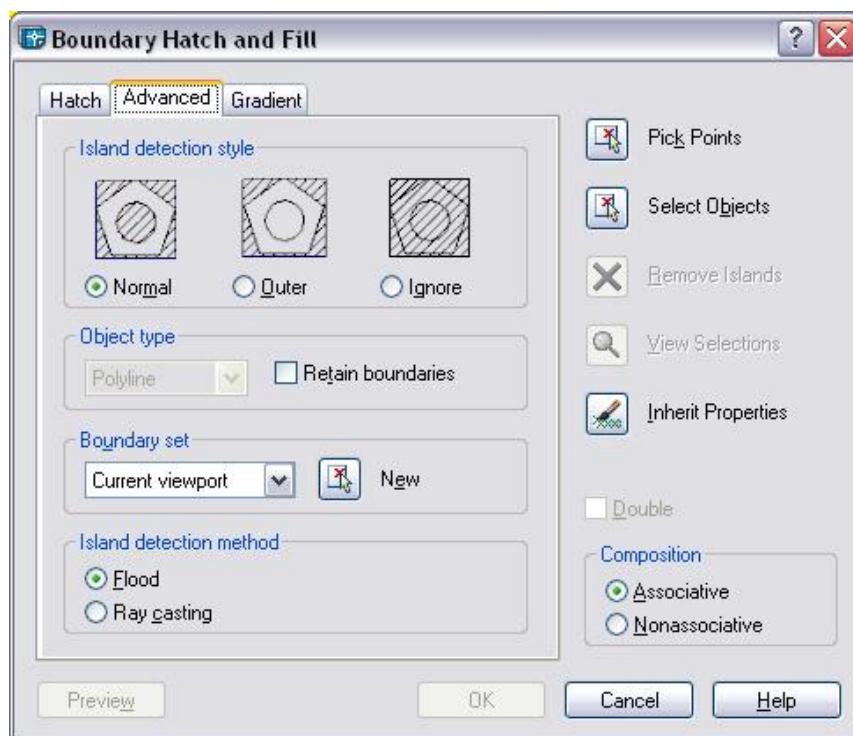 Boundary Hatch and Fill
Hatch
Advanced
Gradient
Island detection style
Normal
Outer
Ignore
Object type
Polyline
Retain boundaries
Boundary set
Current viewport
New
Island detection method
Flood
Ray casting
Pick Points
Select Objects
Remove Islands
View Selections
Inherit Properties
Double
Composition
Associative
Nonassociative
Preview
OK
Cancel
Help